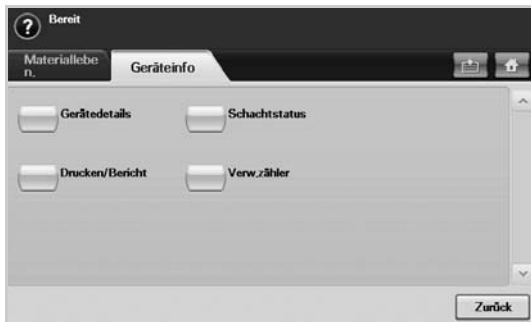 ?
Bereit
Materiallebe
n.
Geräteinfo
Gerätedetails
Schachtstatus
Drucken/Bericht
Verw.zähler
Zurück